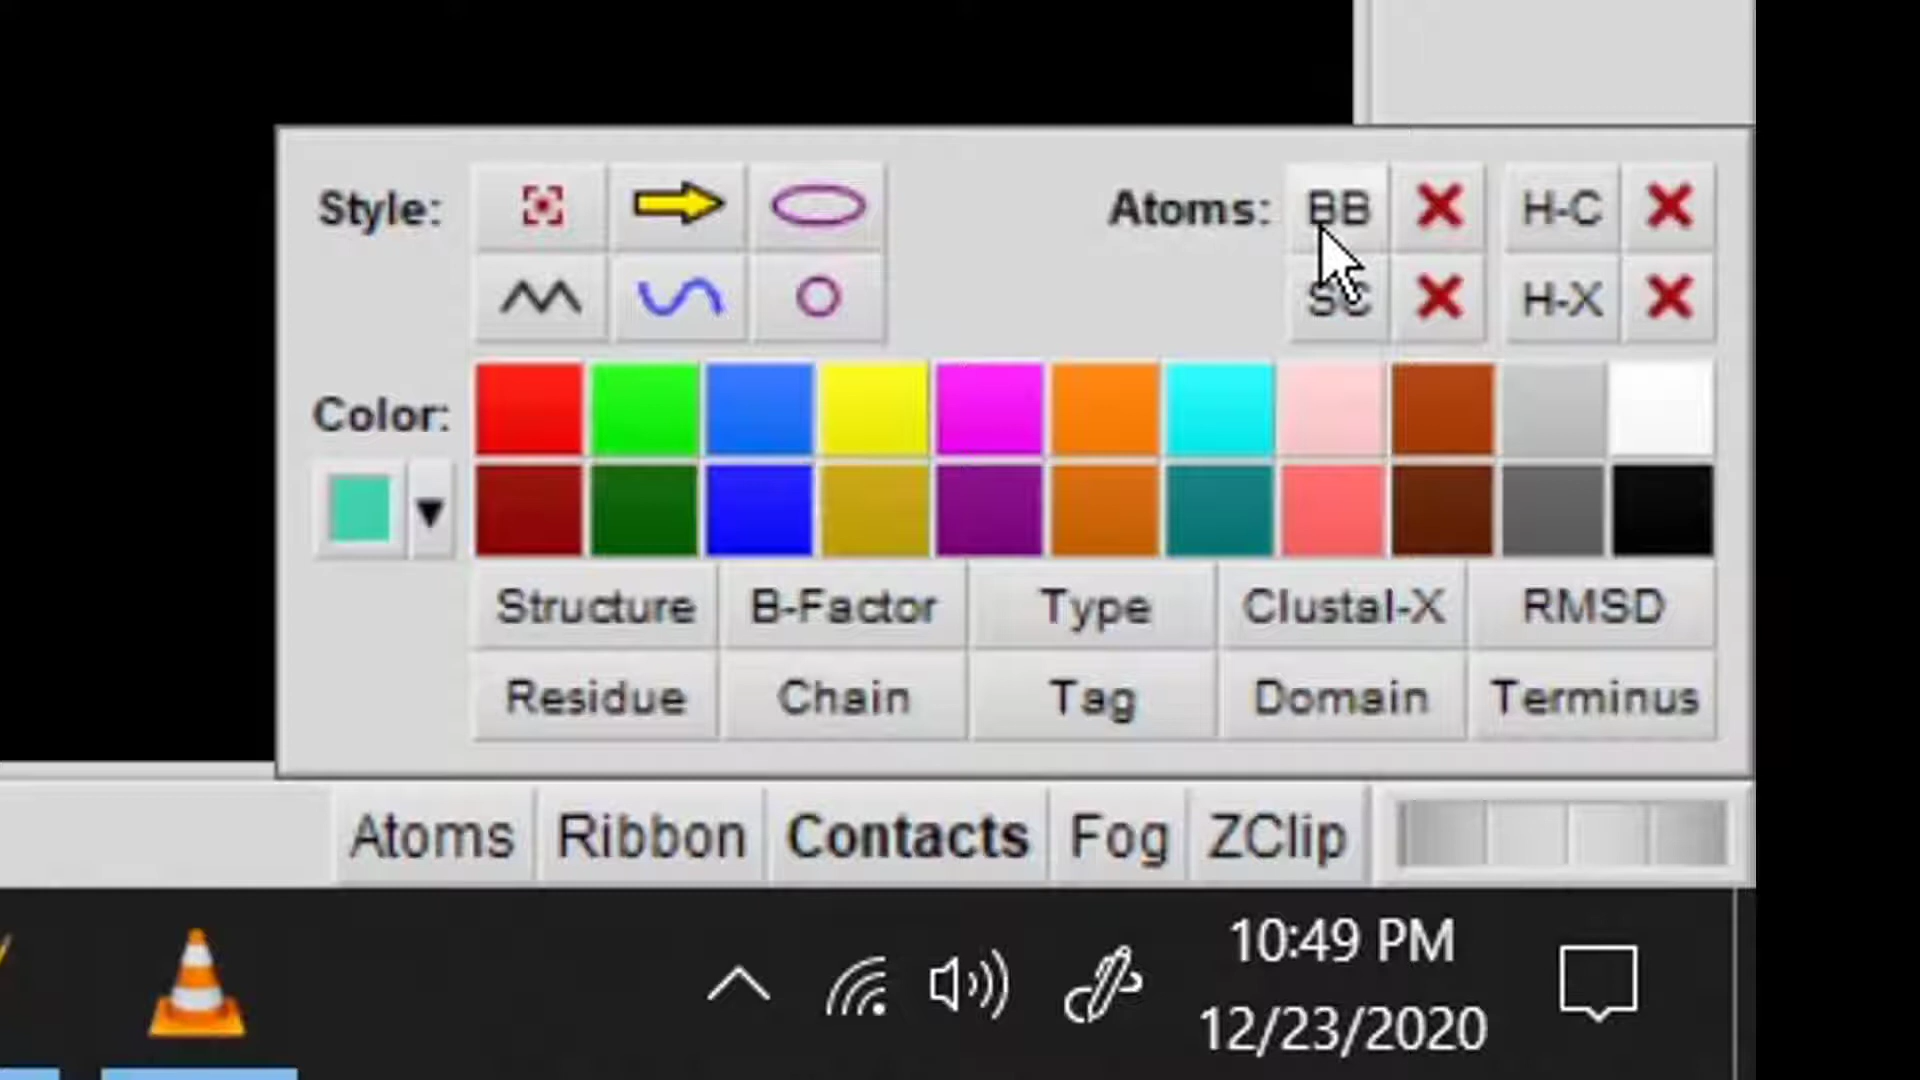 Style:
Atoms: BB H-C
SC H-X
Color:
Structure B-Factor Type Clustal-X RMSD
Residue Chain Tag Domain Terminus
Atoms Ribbon Contacts Fog ZClip
10:49 PM
12/23/2020